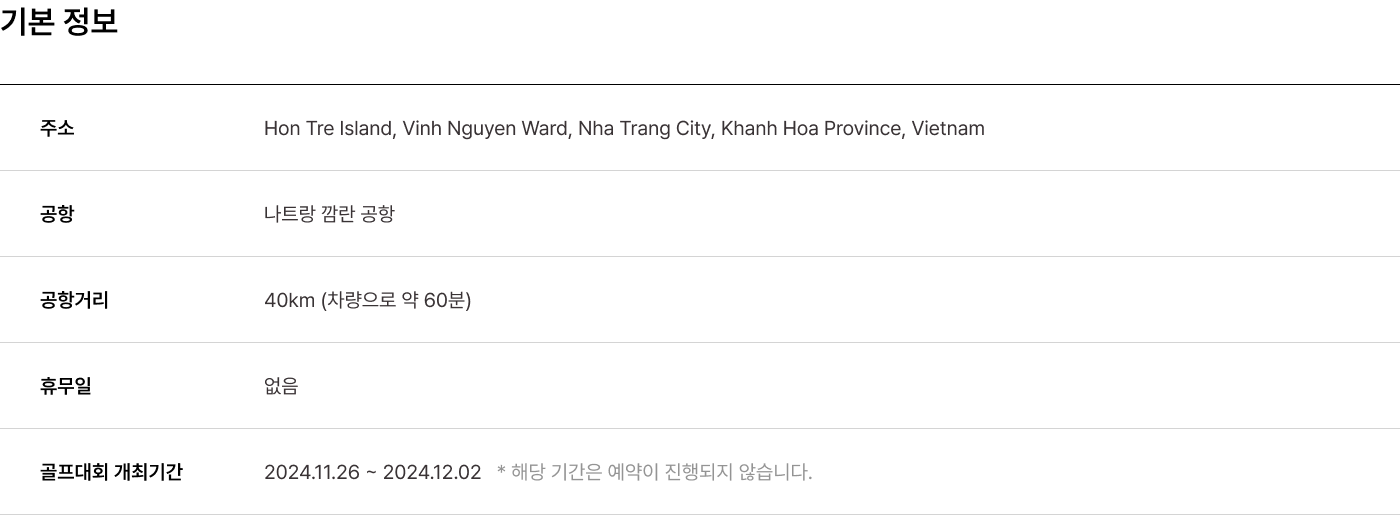 기본 정보
주소 Hon Tre Island, Vinh Nguyen Ward, Nha Trang City, Khanh Hoa Province, Vietnam
공항 나트랑 깜란 공항
공항거리 40km (차량으로 약 60분)
휴무일 없음
골프대회 개최기간 2024.11.26 ~ 2024.12.02 * 해당 기간은 예약이 진행되지 않습니다.